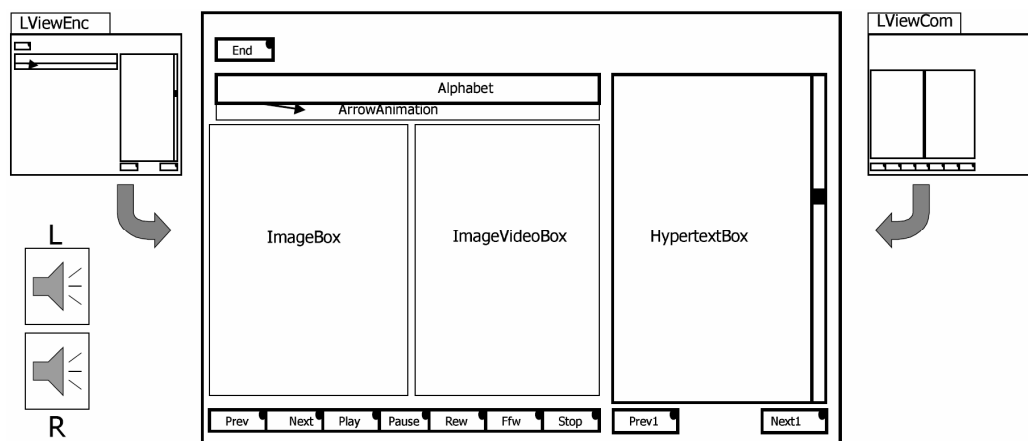 LViewEnc
LViewCom
End
Alphabet
ArrowAnimation
L
ImageBox
ImageVideoBox
HypertextBox
R
Prev Next Play Pause Rew Ffw Stop Prev1 Next1